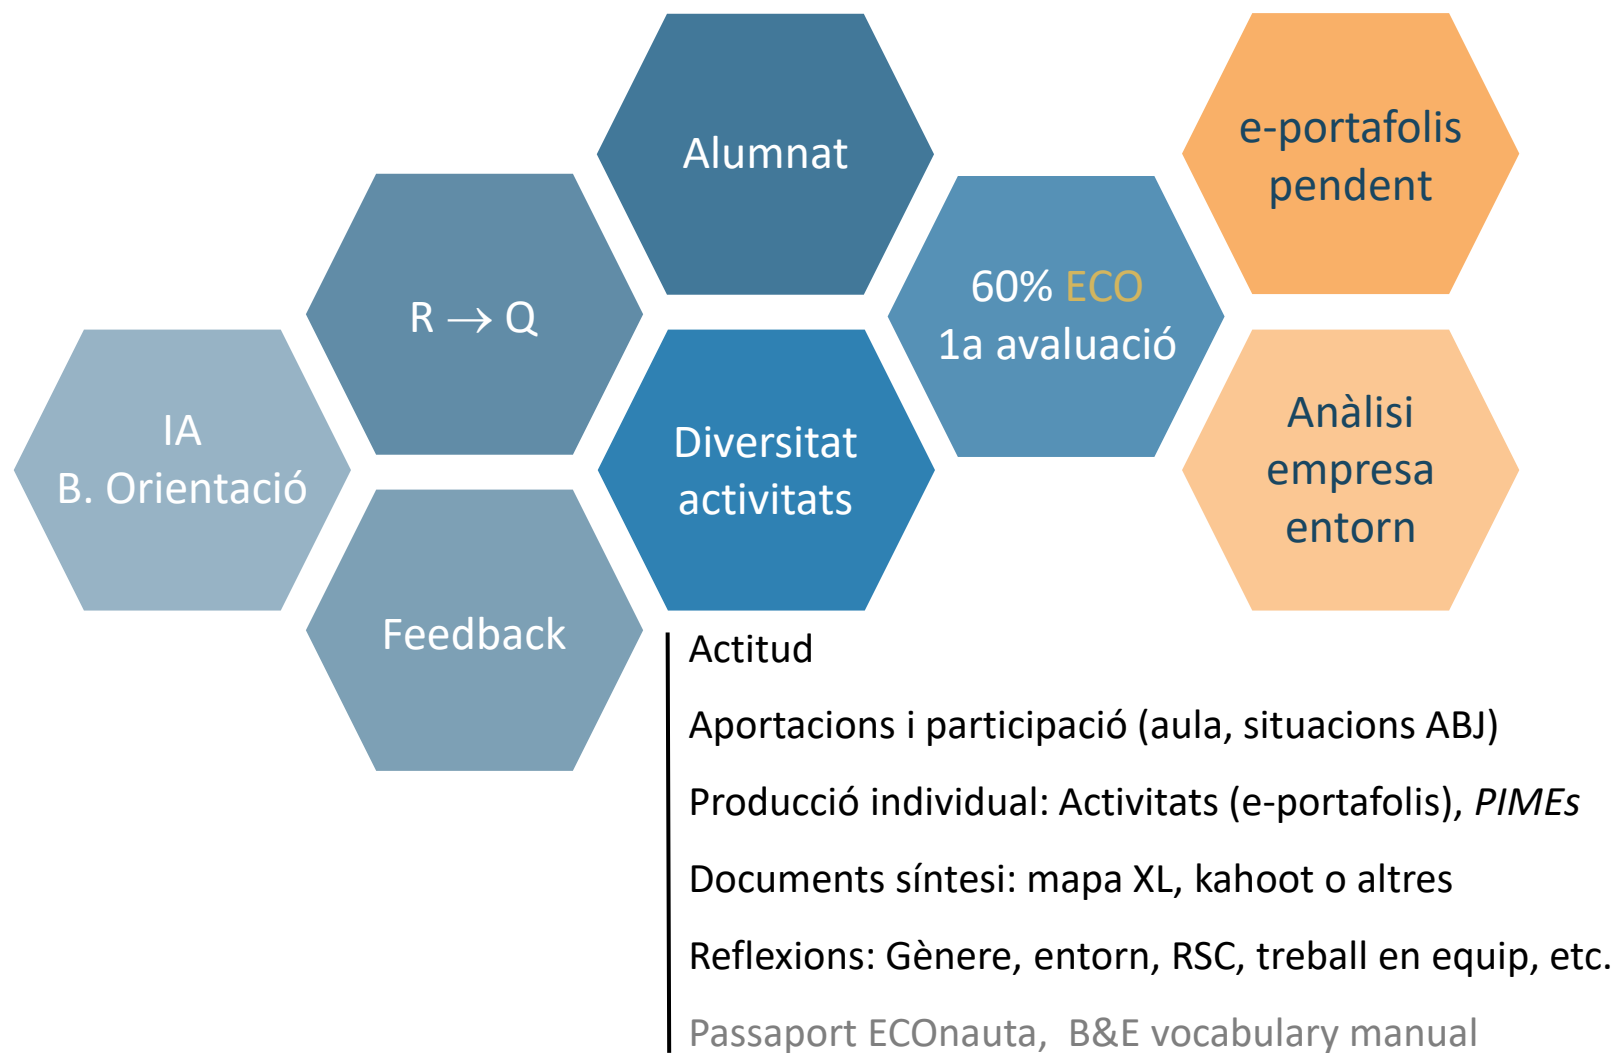 IA
B. Orientació
R → Q
Feedback
Alumnat
Diversitat
activitats
60% ECO
1a avaluació
e-portafolis
pendent
Anàlisi
empresa
entorn
Actitud
Aportacions i participació (aula, situacions ABJ)
Producció individual: Activitats (e-portafolis), PIMEs
Documents síntesi: mapa XL, kahoot o altres
Reflexions: Gènere, entorn, RSC, treball en equip, etc.
Passaport ECOnauta, B&E vocabulary manual